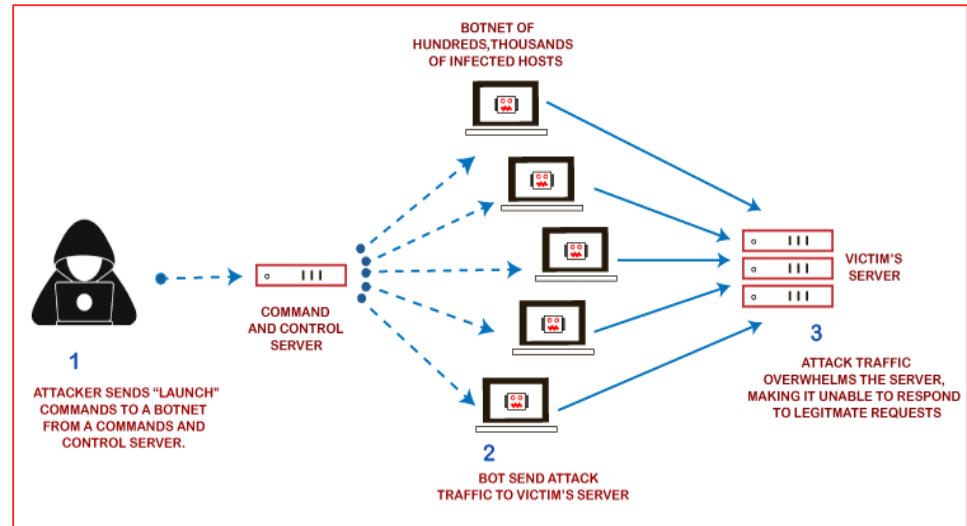 BOTNET OF
HUNDREDS,THOUSANDS
OF INFECTED HOSTS
COMMAND
AND CONTROL
SERVER
VICTIM'S
SERVER
1
ATTACKER SENDS “LAUNCH”
COMMANDS TO A BOTNET
FROM A COMMANDS AND
CONTROL SERVER.
2
BOT SEND ATTACK
TRAFFIC TO VICTIM'S SERVER
3
ATTACK TRAFFIC
OVERWHELMS THE SERVER,
MAKING IT UNABLE TO RESPOND
TO LEGITMATE REQUESTS